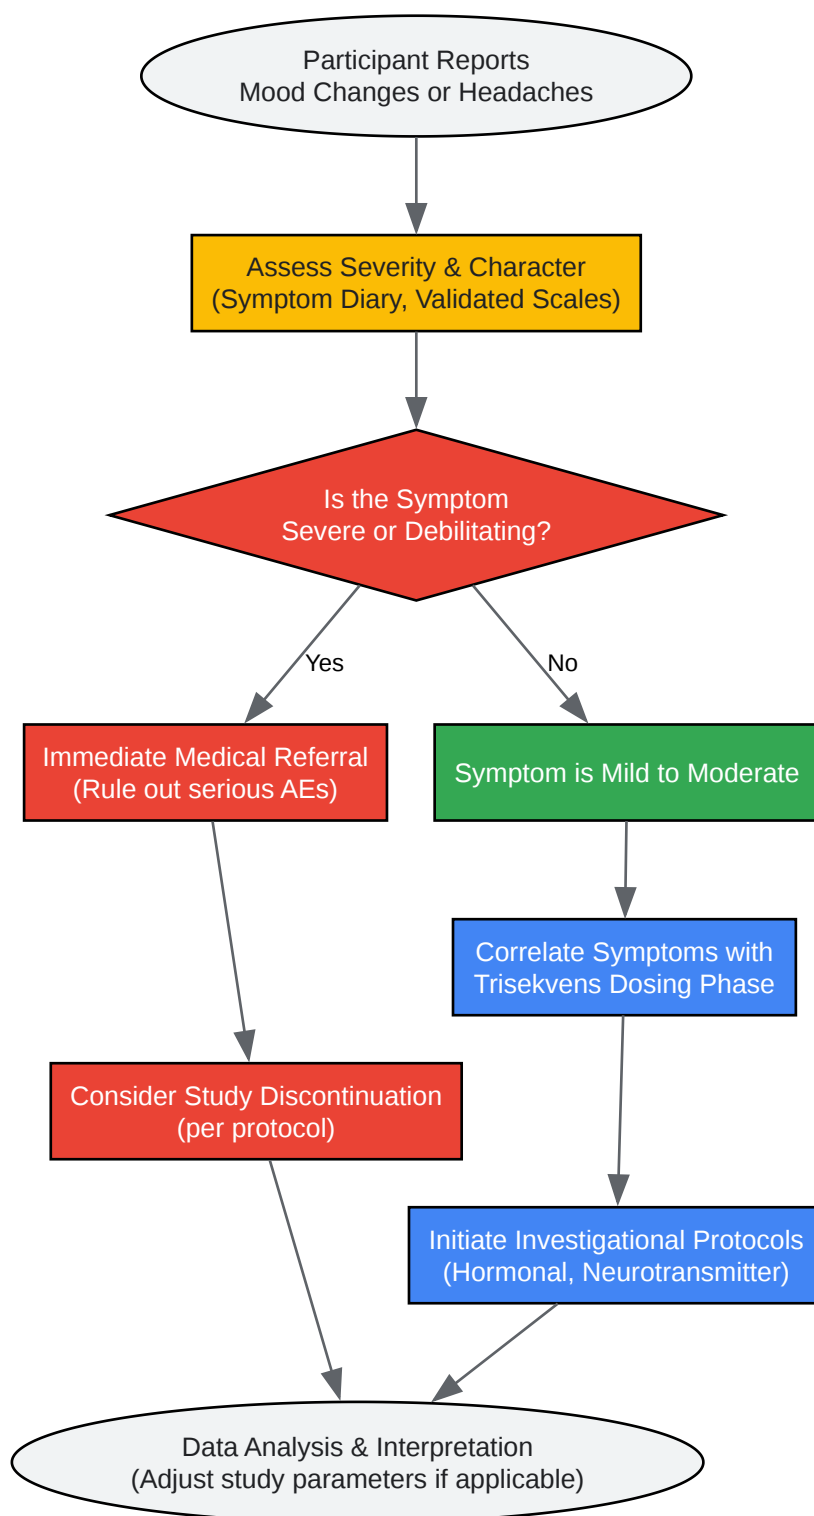 Participant Reports
Mood Changes or Headaches
Assess Severity & Character
(Symptom Diary, Validated Scales)
Is the Symptom
Severe or Debilitating?
Yes
No
Immediate Medical Referral
(Rule out serious AEs)
Symptom is Mild to Moderate
Correlate Symptoms with
Trisekvens Dosing Phase
Consider Study Discontinuation
(per protocol)
Initiate Investigational Protocols
(Hormonal, Neurotransmitter)
Data Analysis & Interpretation
(Adjust study parameters if applicable)